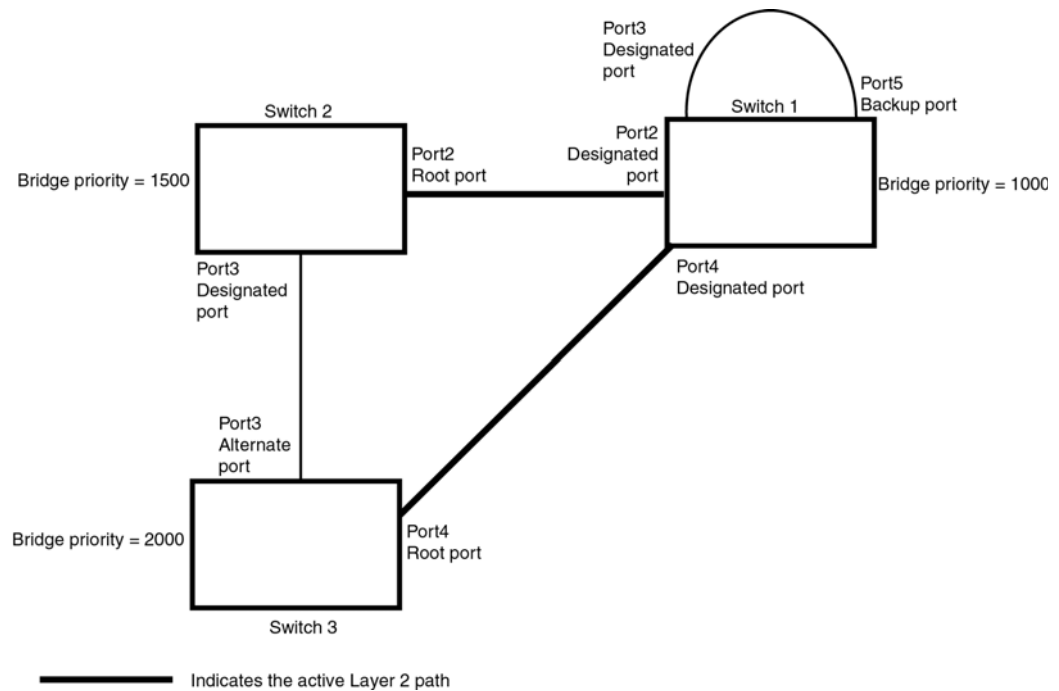 Port3
Designated
port
Port5
Backup port
Switch 1
Switch 2
Port2
Designated
port
Port2
Root port
Bridge priority = 1500
Bridge priority = 1000
Port3
Designated
port
Port4
Designated port
Port3
Alternate
port
Bridge priority = 2000
Port4
Root port
Switch 3
Indicates the active Layer 2 path